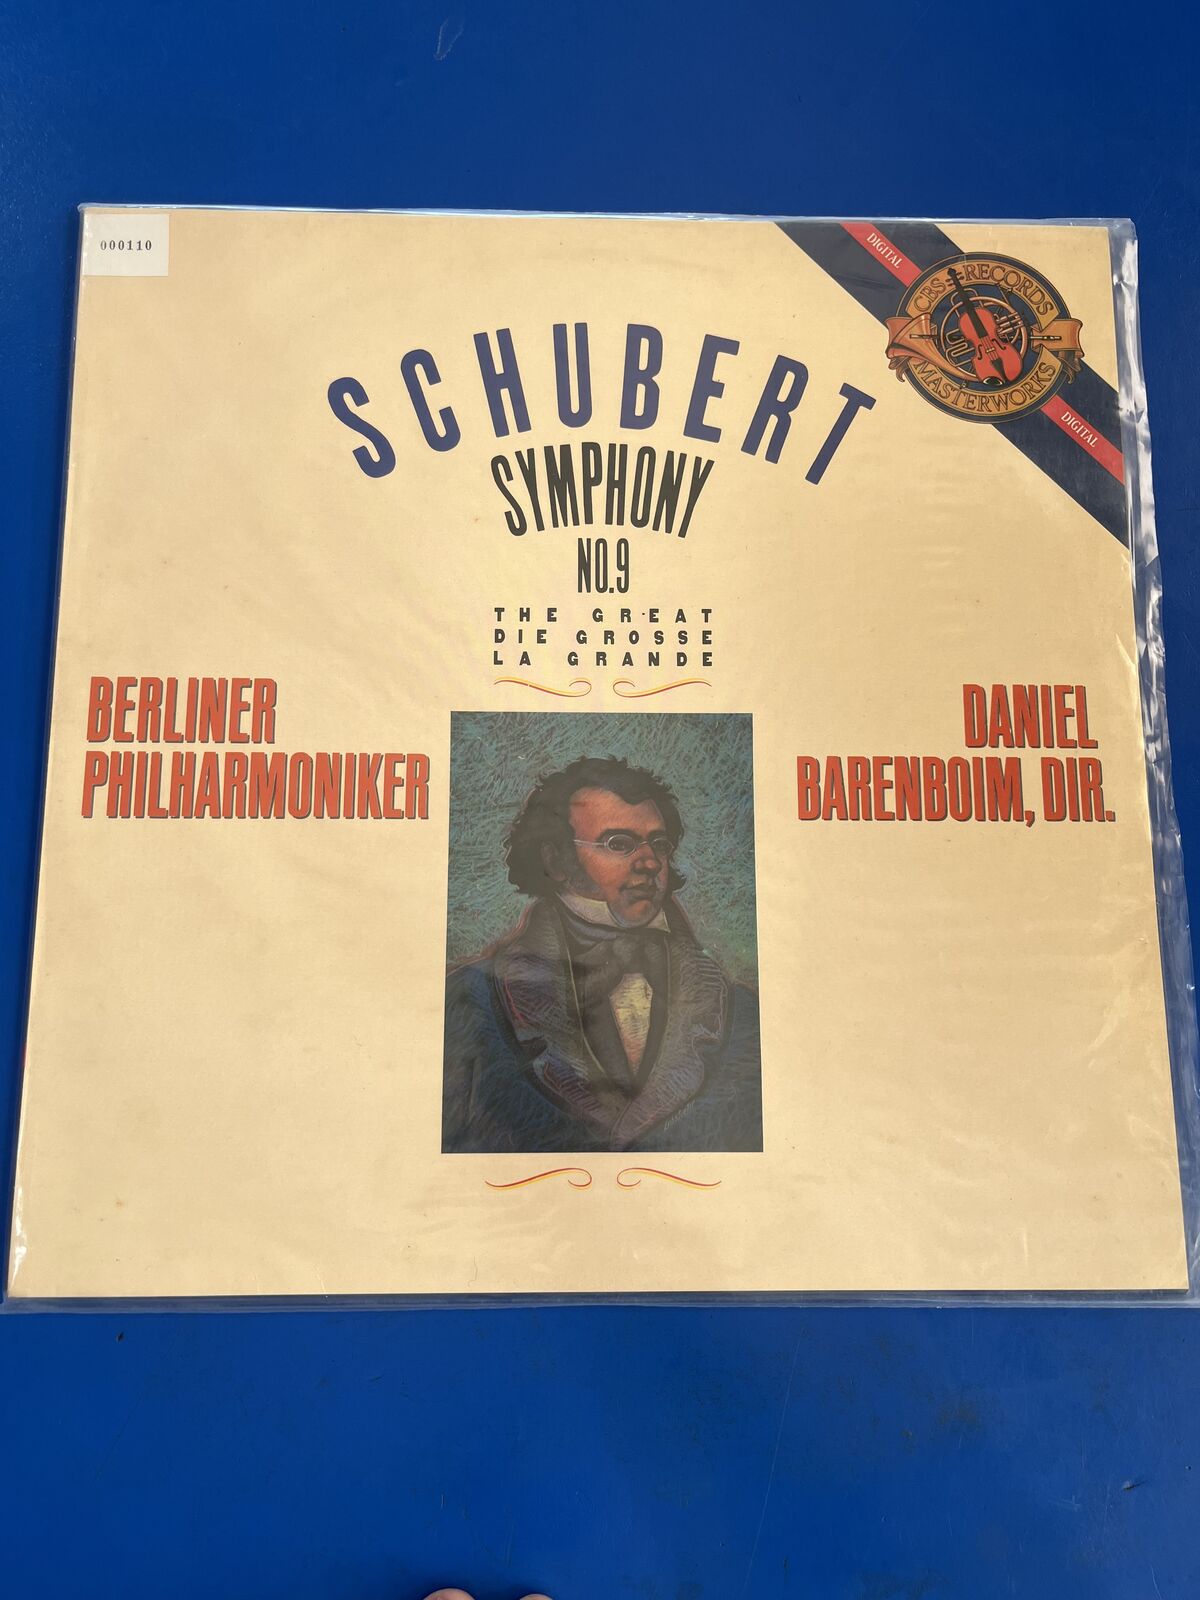 000110
DIGITAL
CBS RECORDS
MASTERWORKS
DIGITAL
SCHUBERT
SYMPHONY
NO.9
THE GREAT
DIE GROSSE
LA GRANDE
BERLINER
PHILHARMONIKER
DANIEL
BARENBOIM, DIR.